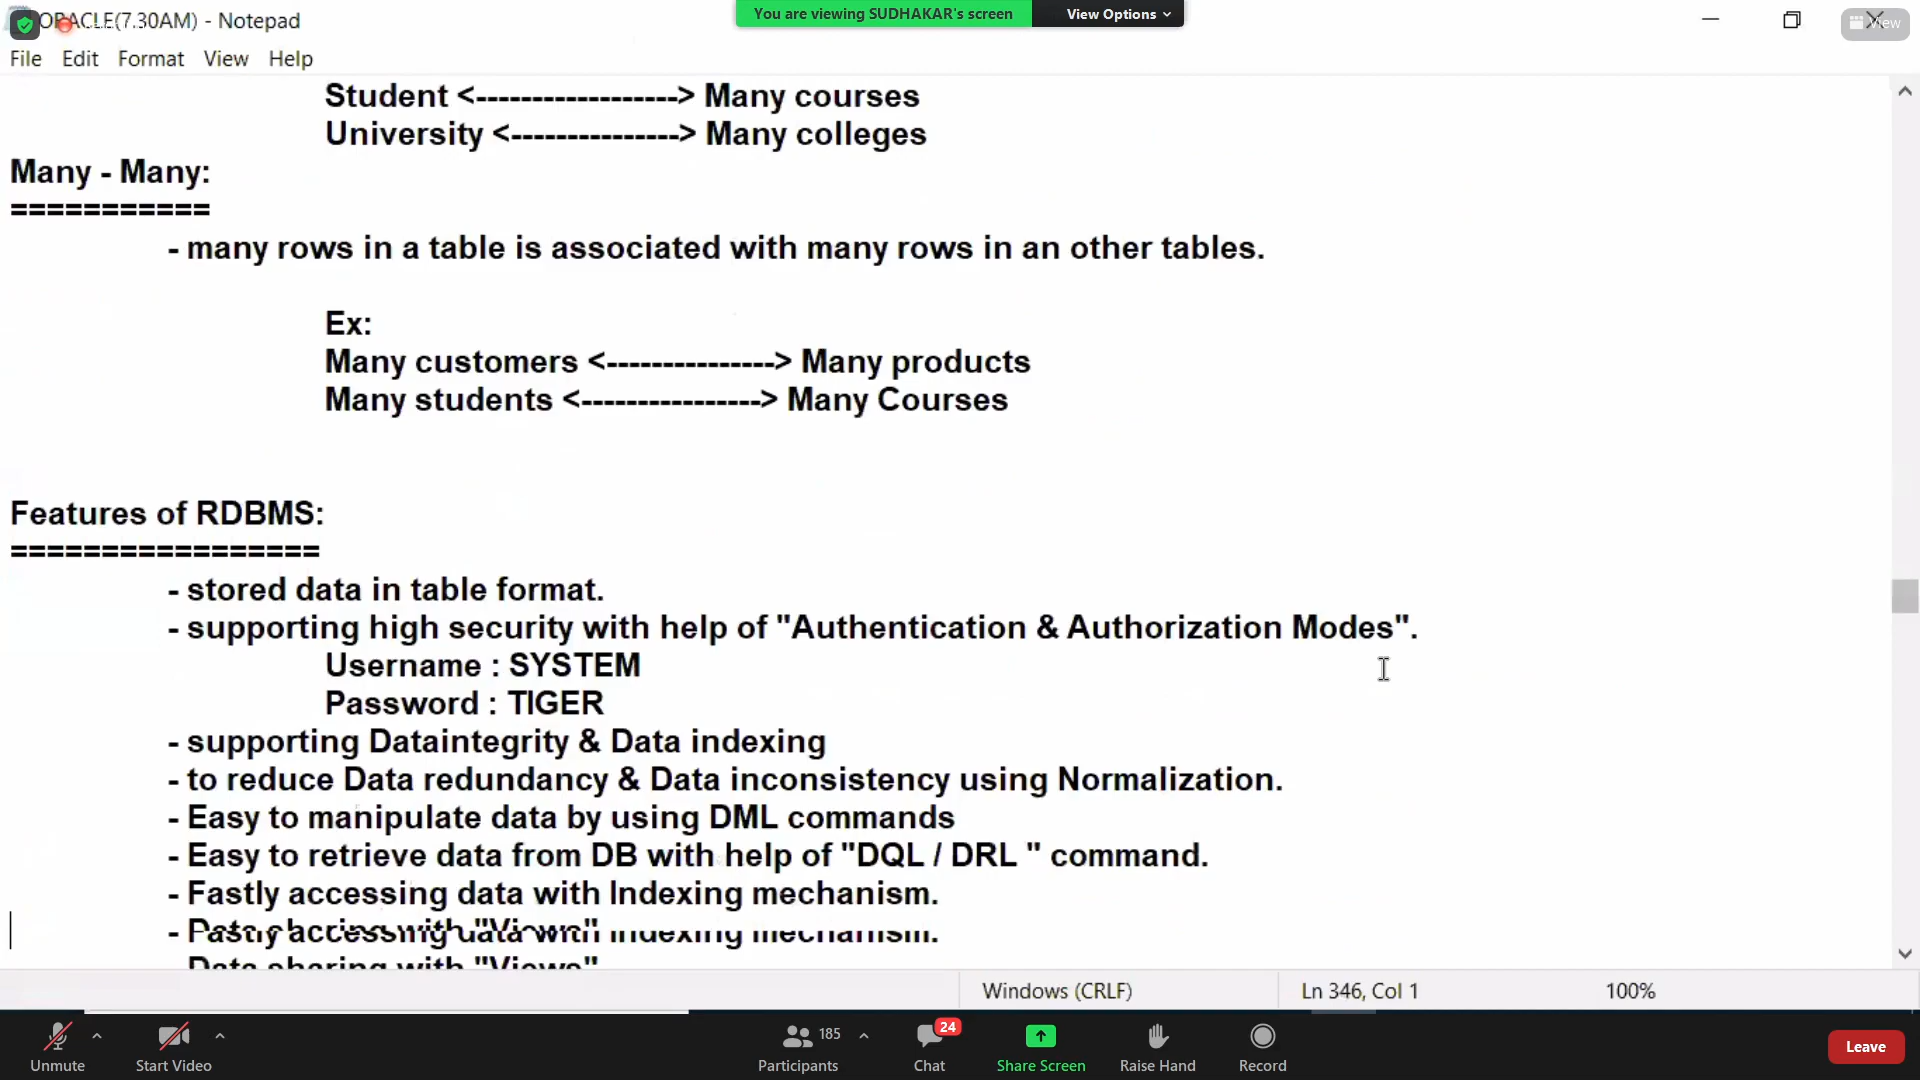 ORACLE(7.30AM) - Notepad
You are viewing SUDHAKAR's screen
View Options
View
File Edit Format View Help
Student <------------------> Many courses
University <---------------> Many colleges
Many - Many:
===========
- many rows in a table is associated with many rows in an other tables.
Ex:
Many customers <---------------> Many products
Many students <----------------> Many Courses
Features of RDBMS:
=================
- stored data in table format.
- supporting high security with help of "Authentication & Authorization Modes".
Username : SYSTEM
Password : TIGER
- supporting Dataintegrity & Data indexing
- to reduce Data redundancy & Data inconsistency using Normalization.
- Easy to manipulate data by using DML commands
- Easy to retrieve data from DB with help of "DQL / DRL " command.
- Fastly accessing data with Indexing mechanism.
Data sharing with "Views"
Windows (CRLF) Ln 346, Col 1 100%
185
24
Unmute Start Video Participants Chat Share Screen Raise Hand Record Leave